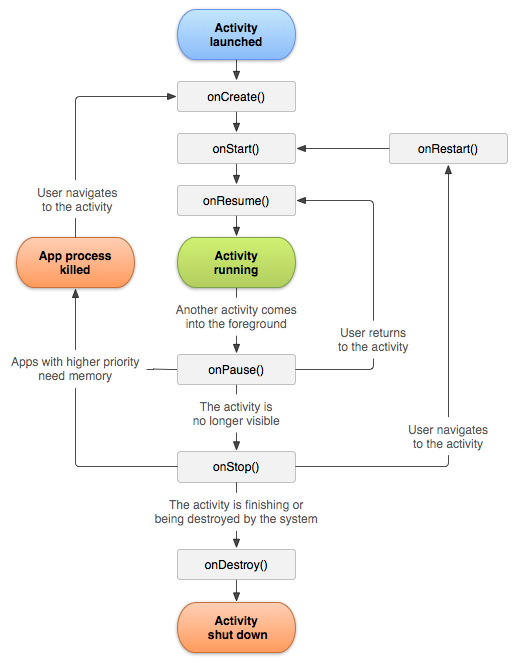 Activity
launched
onCreate()
onStart()
onRestart()
User navigates
to the activity
onResume()
App process
killed
Activity
running
Another activity comes
into the foreground
User returns
to the activity
Apps with higher priority
need memory
onPause()
The activity is
no longer visible
User navigates
to the activity
onStop()
The activity is finishing or
being destroyed by the system
onDestroy()
Activity
shut down